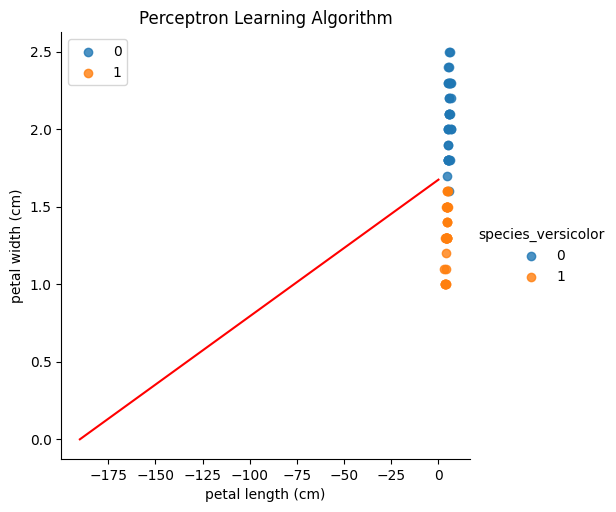 Perceptron Learning Algorithm
0
1
2.5
2.0
1.5
1.0
0.5
0.0
petal width (cm)
species_versicolor
0
1
−175 −150 −125 −100 −75 −50 −25 0
petal length (cm)